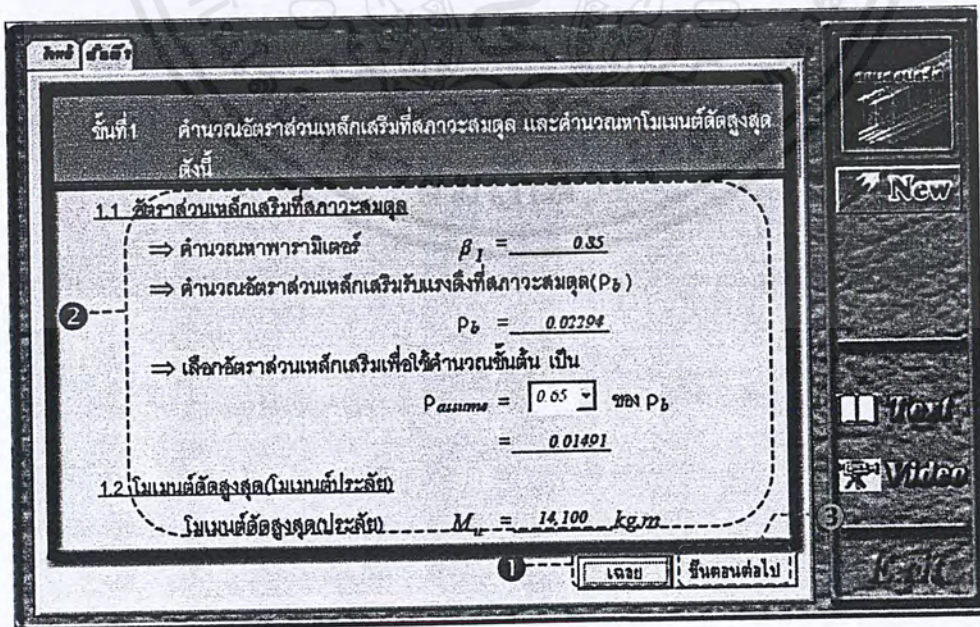 ขั้นที่1 คำนวณอัตราส่วนเหล็กเสริมที่สภาวะสมดุล และคำนวณหาโมเมนต์ดัดสูงสุด
ดังนี้
1.1 อัตราส่วนเหล็กเสริมที่สภาวะสมดุล
⇒ คำนวณหาพารามิเตอร์ β1 = 0.85
⇒ คำนวณอัตราส่วนเหล็กเสริมรับแรงดึงที่สภาวะสมดุล(Pb)
Pb = 0.02294
⇒ เลือกอัตราส่วนเหล็กเสริมเพื่อใช้คำนวณขั้นต้น เป็น
Passume = 0.65 ของ Pb
= 0.01491
1.2 โมเมนต์ดัดสูงสุด(โมเมนต์ประลัย)
โมเมนต์ดัดสูงสุด(ประลัย) Mu = 14,100 kg.m
❶ เฉลย ขั้นตอนต่อไป
❷
❸
New
Text
Video
Exit